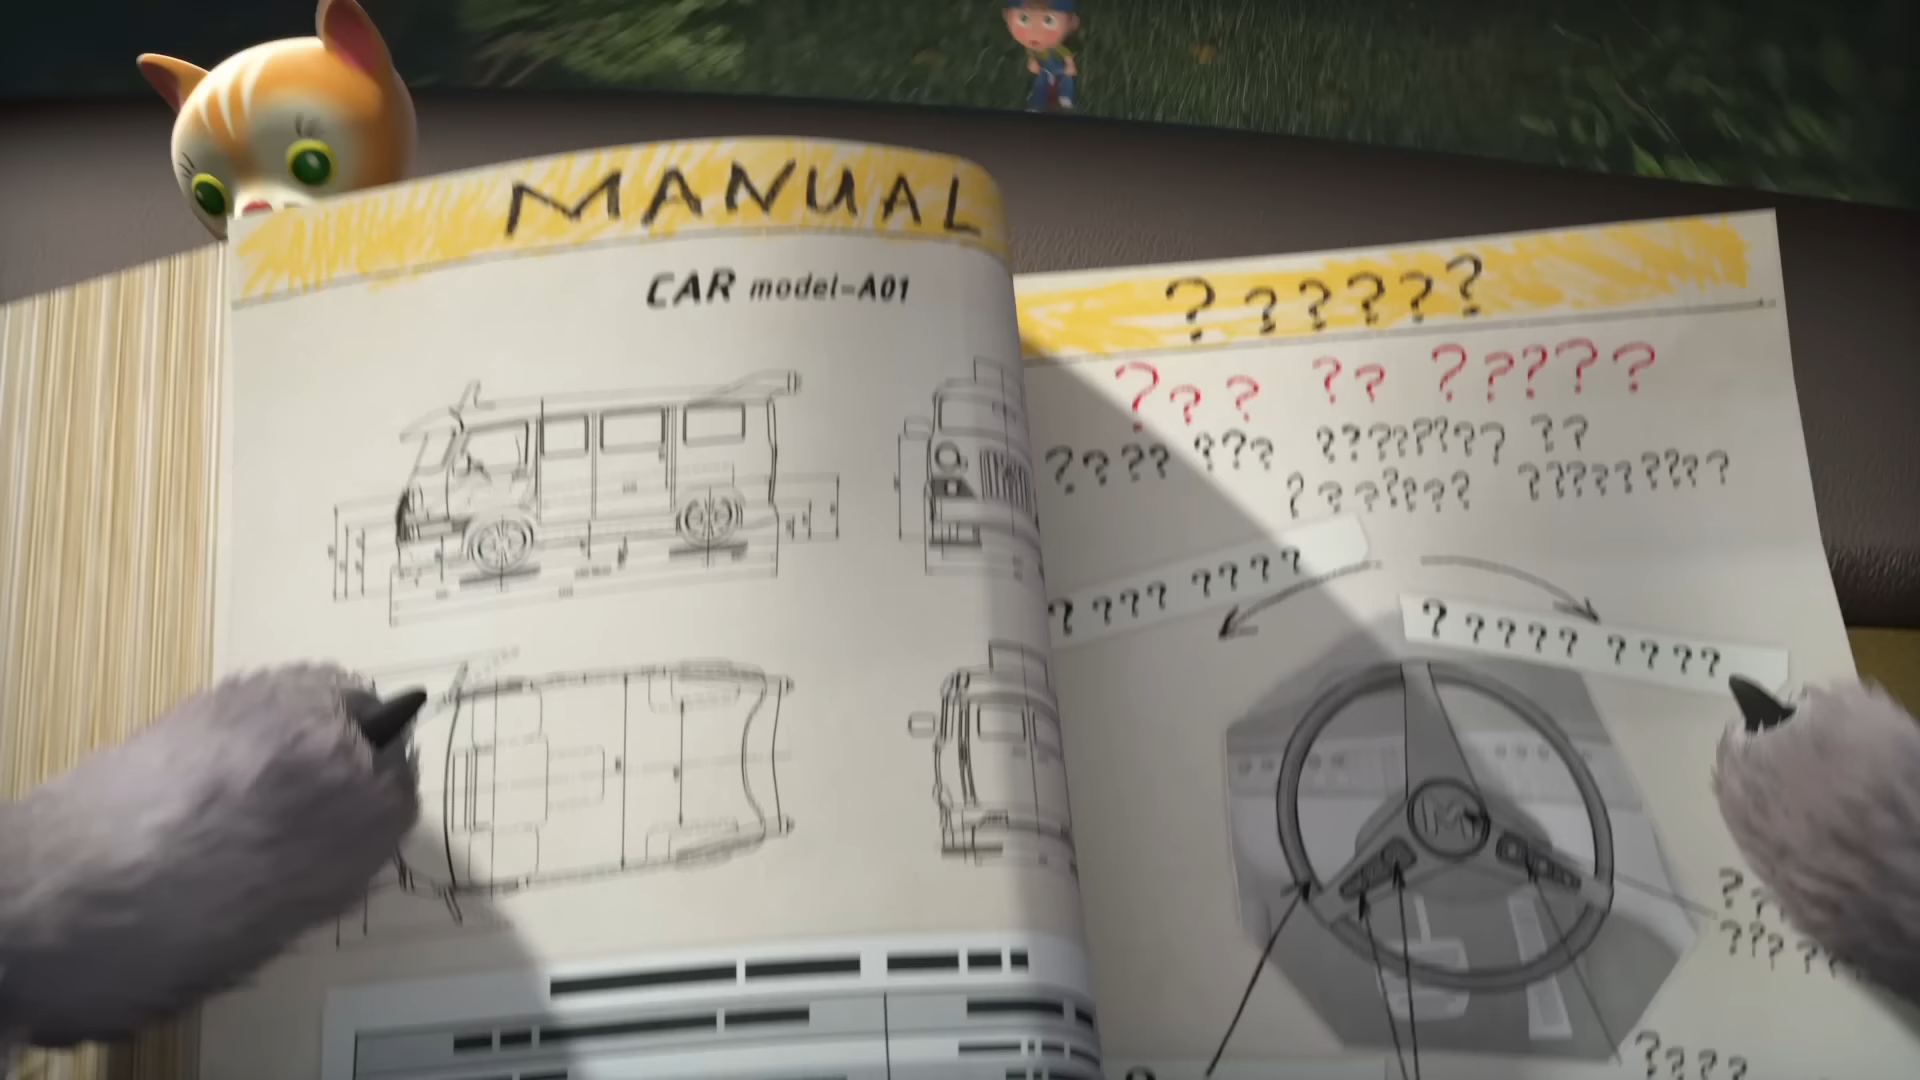 MANUAL
CAR model-A01
? ? ? ? ? ?
? ? ? ? ? ? ? ? ? ?
? ? ? ? ? ? ? ? ? ? ? ? ? ? ? ? ?
? ? ? ? ? ? ? ? ? ? ? ? ? ? ? ?
? ? ? ? ? ? ? ?
? ? ? ? ? ? ? ? ?
M
? ? ?
? ? ? ? ?
? ? ? ?